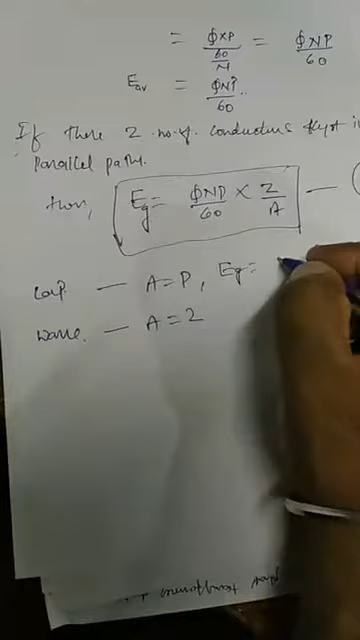 = ϕ×P / 60/N = ϕNP / 60
Eav = ϕNP / 60
If there Z no. of. conductors kept in
parallel path.
then, Eg = ϕNP / 60 × Z / A — (
Lap — A = P, Eg =
wave. — A = 2
transformer